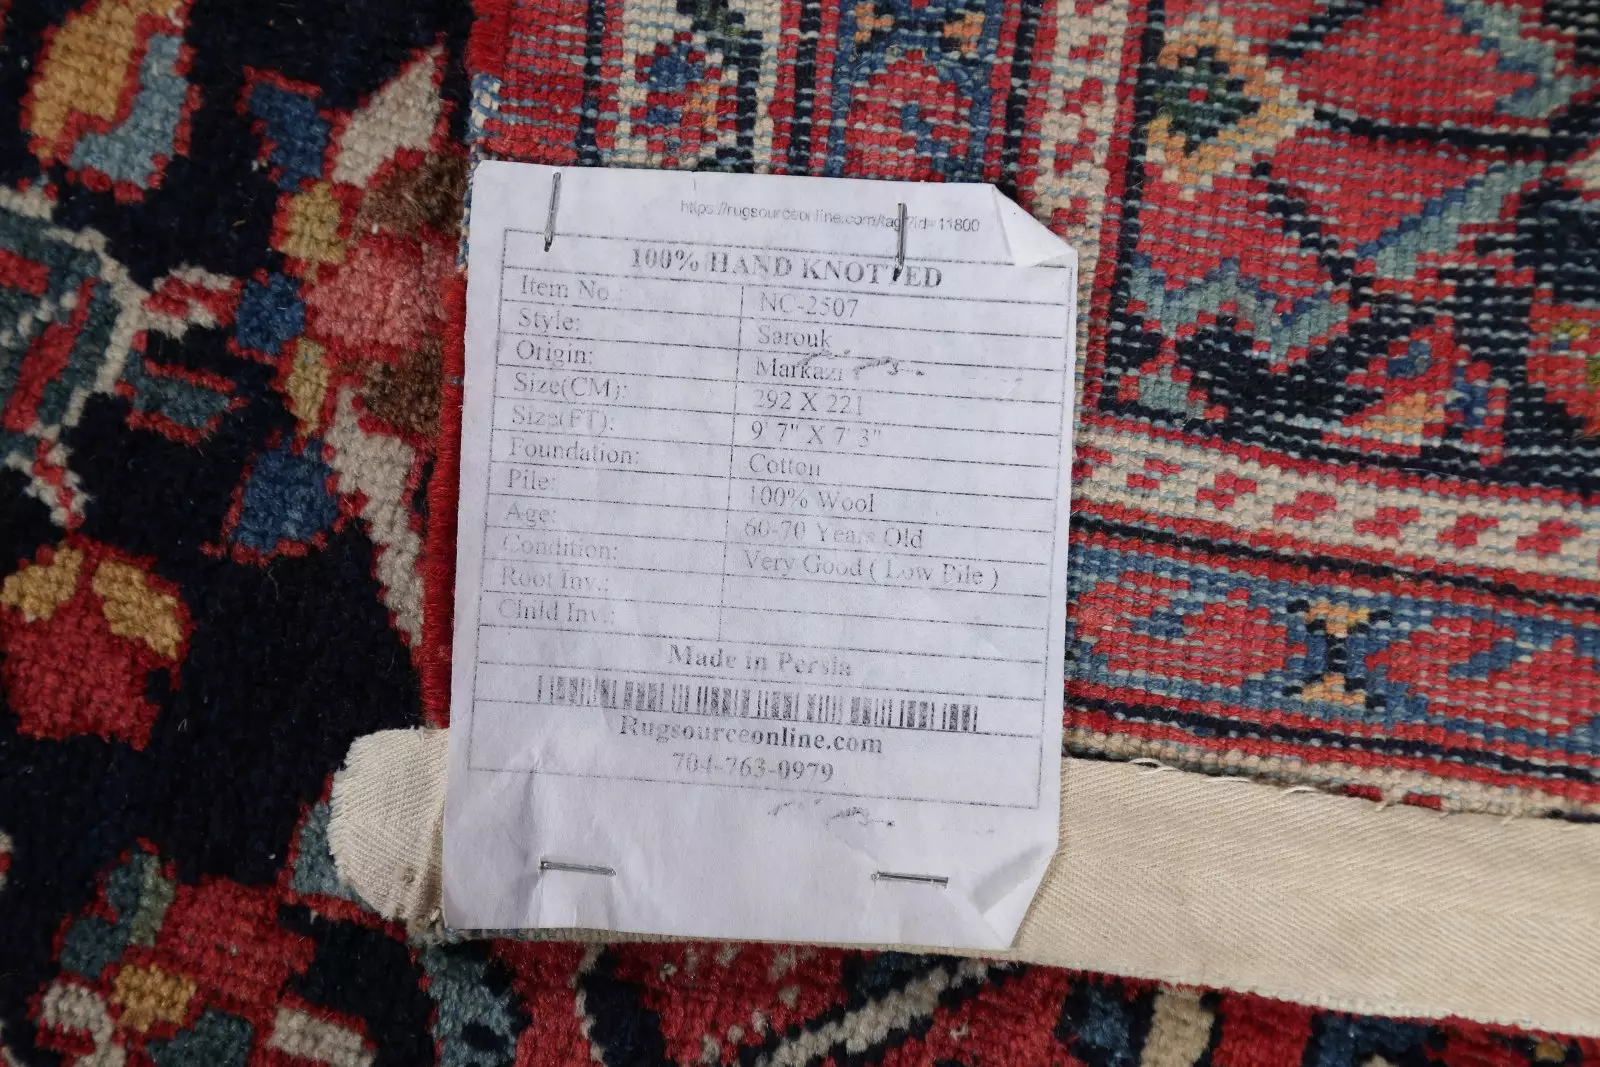 https://rugsourceonline.com/tag?id=11800
100% HAND KNOTTED
Item No.: NC-2507
Style: Sarouk
Origin: Markazi
Size(CM): 292 X 221
Size(FT): 9' 7" X 7' 3"
Foundation: Cotton
Pile: 100% Wool
Age: 60-70 Years Old
Condition: Very Good ( Low Pile )
Root Inv.:
Clnld Inv.:
Made in Persia
Rugsourceonline.com
704-763-0979